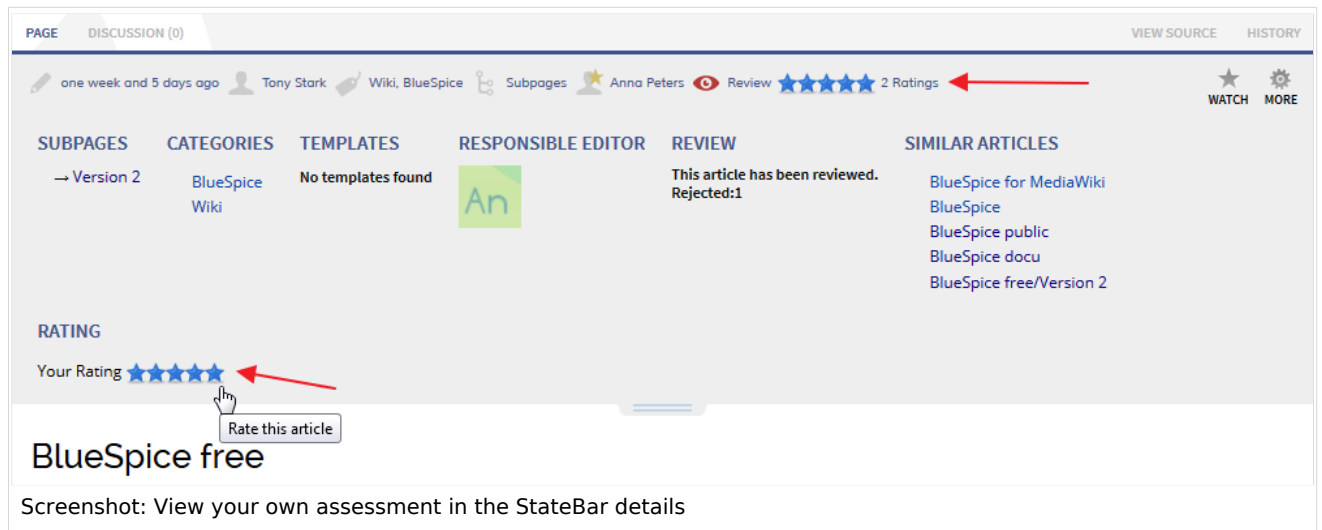 PAGE DISCUSSION (0) VIEW SOURCE HISTORY
one week and 5 days ago Tony Stark Wiki, BlueSpice Subpages Anna Peters Review 2 Ratings
WATCH MORE
SUBPAGES CATEGORIES TEMPLATES RESPONSIBLE EDITOR REVIEW SIMILAR ARTICLES
→ Version 2
BlueSpice
Wiki
No templates found
An
This article has been reviewed.
Rejected:1
BlueSpice for MediaWiki
BlueSpice
BlueSpice public
BlueSpice docu
BlueSpice free/Version 2
RATING
Your Rating
Rate this article
BlueSpice free
Screenshot: View your own assessment in the StateBar details